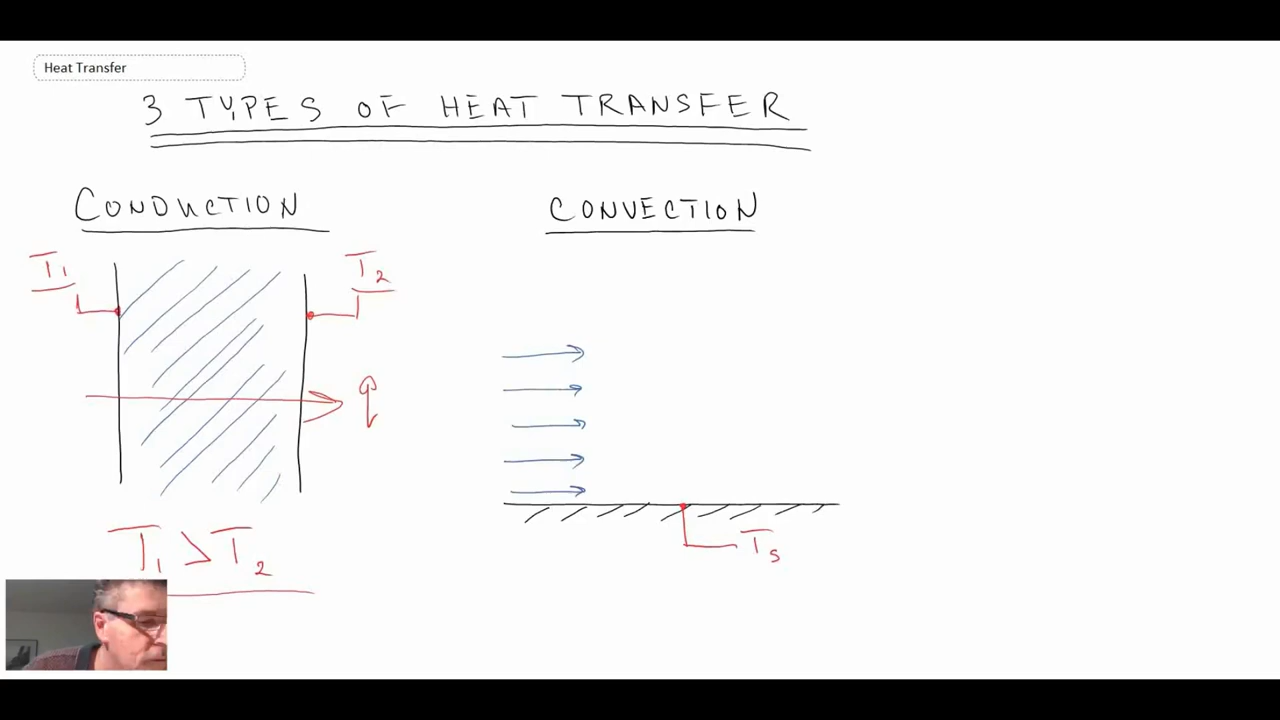 Heat Transfer
3 TYPES OF HEAT TRANSFER
CONDUCTION
CONVECTION
T1
T2
q
T1 > T2
Ts